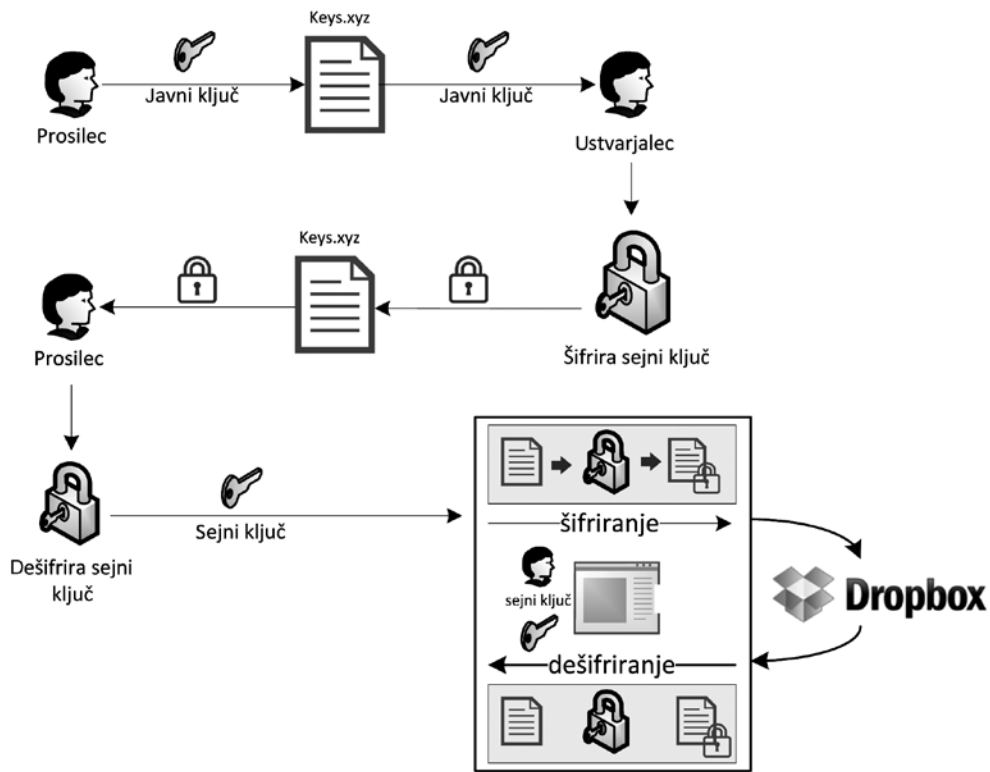 Keys.xyz
Javni ključ
Javni ključ
Prosilec
Ustvarjalec
Keys.xyz
Prosilec
Šifrira sejni ključ
Sejni ključ
Dešifrira sejni
ključ
šifriranje
sejni ključ
Dropbox
dešifriranje